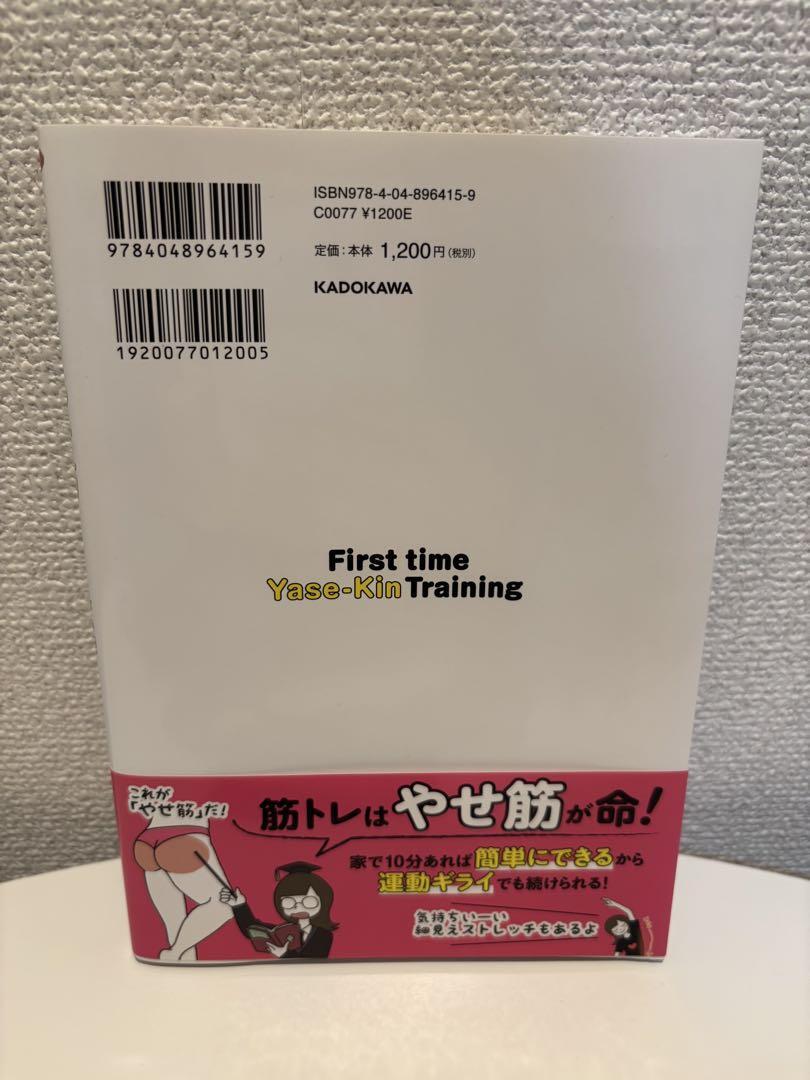 ISBN978-4-04-896415-9
C0077 ¥1200E
9784048964159
定価：本体 1,200円（税別）
KADOKAWA
1920077012005
First time
Yase-Kin Training
これが
「やせ筋」だ！
筋トレはやせ筋が命！
家で10分あれば簡単にできるから
運動ギライでも続けられる！
気持ちいーい
細見えストレッチもあるよ